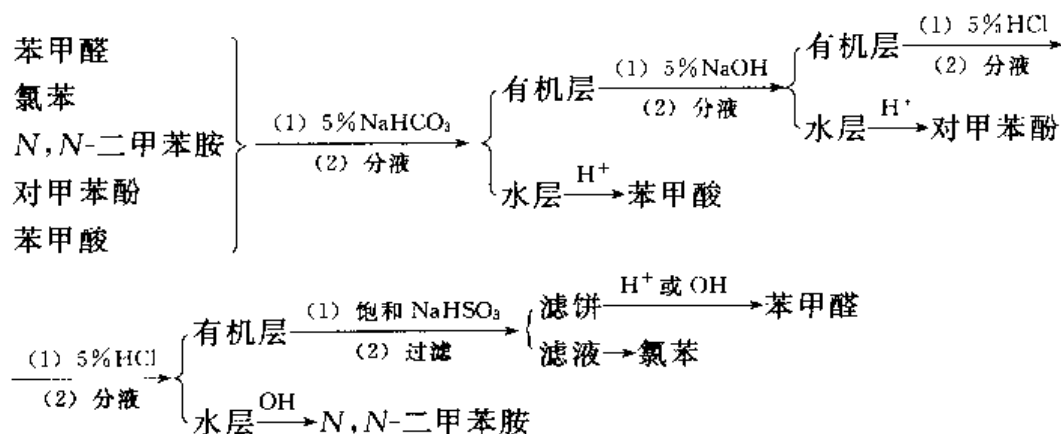 苯甲醛
氯苯
N,N-二甲苯胺
对甲苯酚
苯甲酸
(1) 5%NaHCO₃
(2) 分液
有机层
(1) 5%NaOH
(2) 分液
有机层
(1) 5%HCl
(2) 分液
水层 H⁺ 对甲苯酚
水层 H⁺ 苯甲酸
(1) 5%HCl
(2) 分液
有机层
(1) 饱和 NaHSO₃
(2) 过滤
滤饼 H⁺或 OH 苯甲醛
滤液 → 氯苯
水层 OH N,N-二甲苯胺